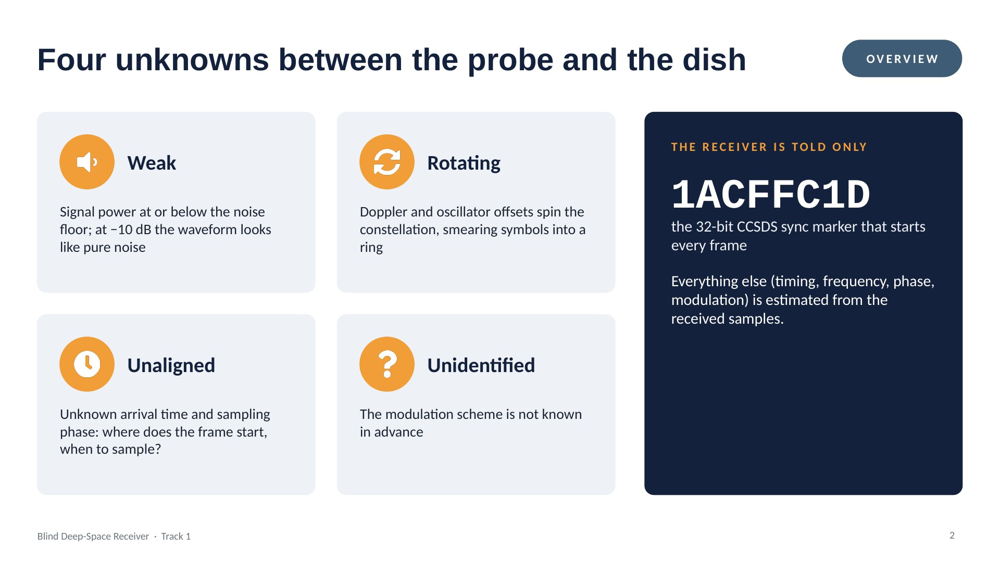 Four unknowns between the probe and the dish
OVERVIEW
Weak
Signal power at or below the noise
floor; at −10 dB the waveform looks
like pure noise
Rotating
Doppler and oscillator offsets spin the
constellation, smearing symbols into a
ring
Unaligned
Unknown arrival time and sampling
phase: where does the frame start,
when to sample?
Unidentified
The modulation scheme is not known
in advance
THE RECEIVER IS TOLD ONLY
1ACFFC1D
the 32-bit CCSDS sync marker that starts
every frame
Everything else (timing, frequency, phase,
modulation) is estimated from the
received samples.
Blind Deep-Space Receiver · Track 1
2